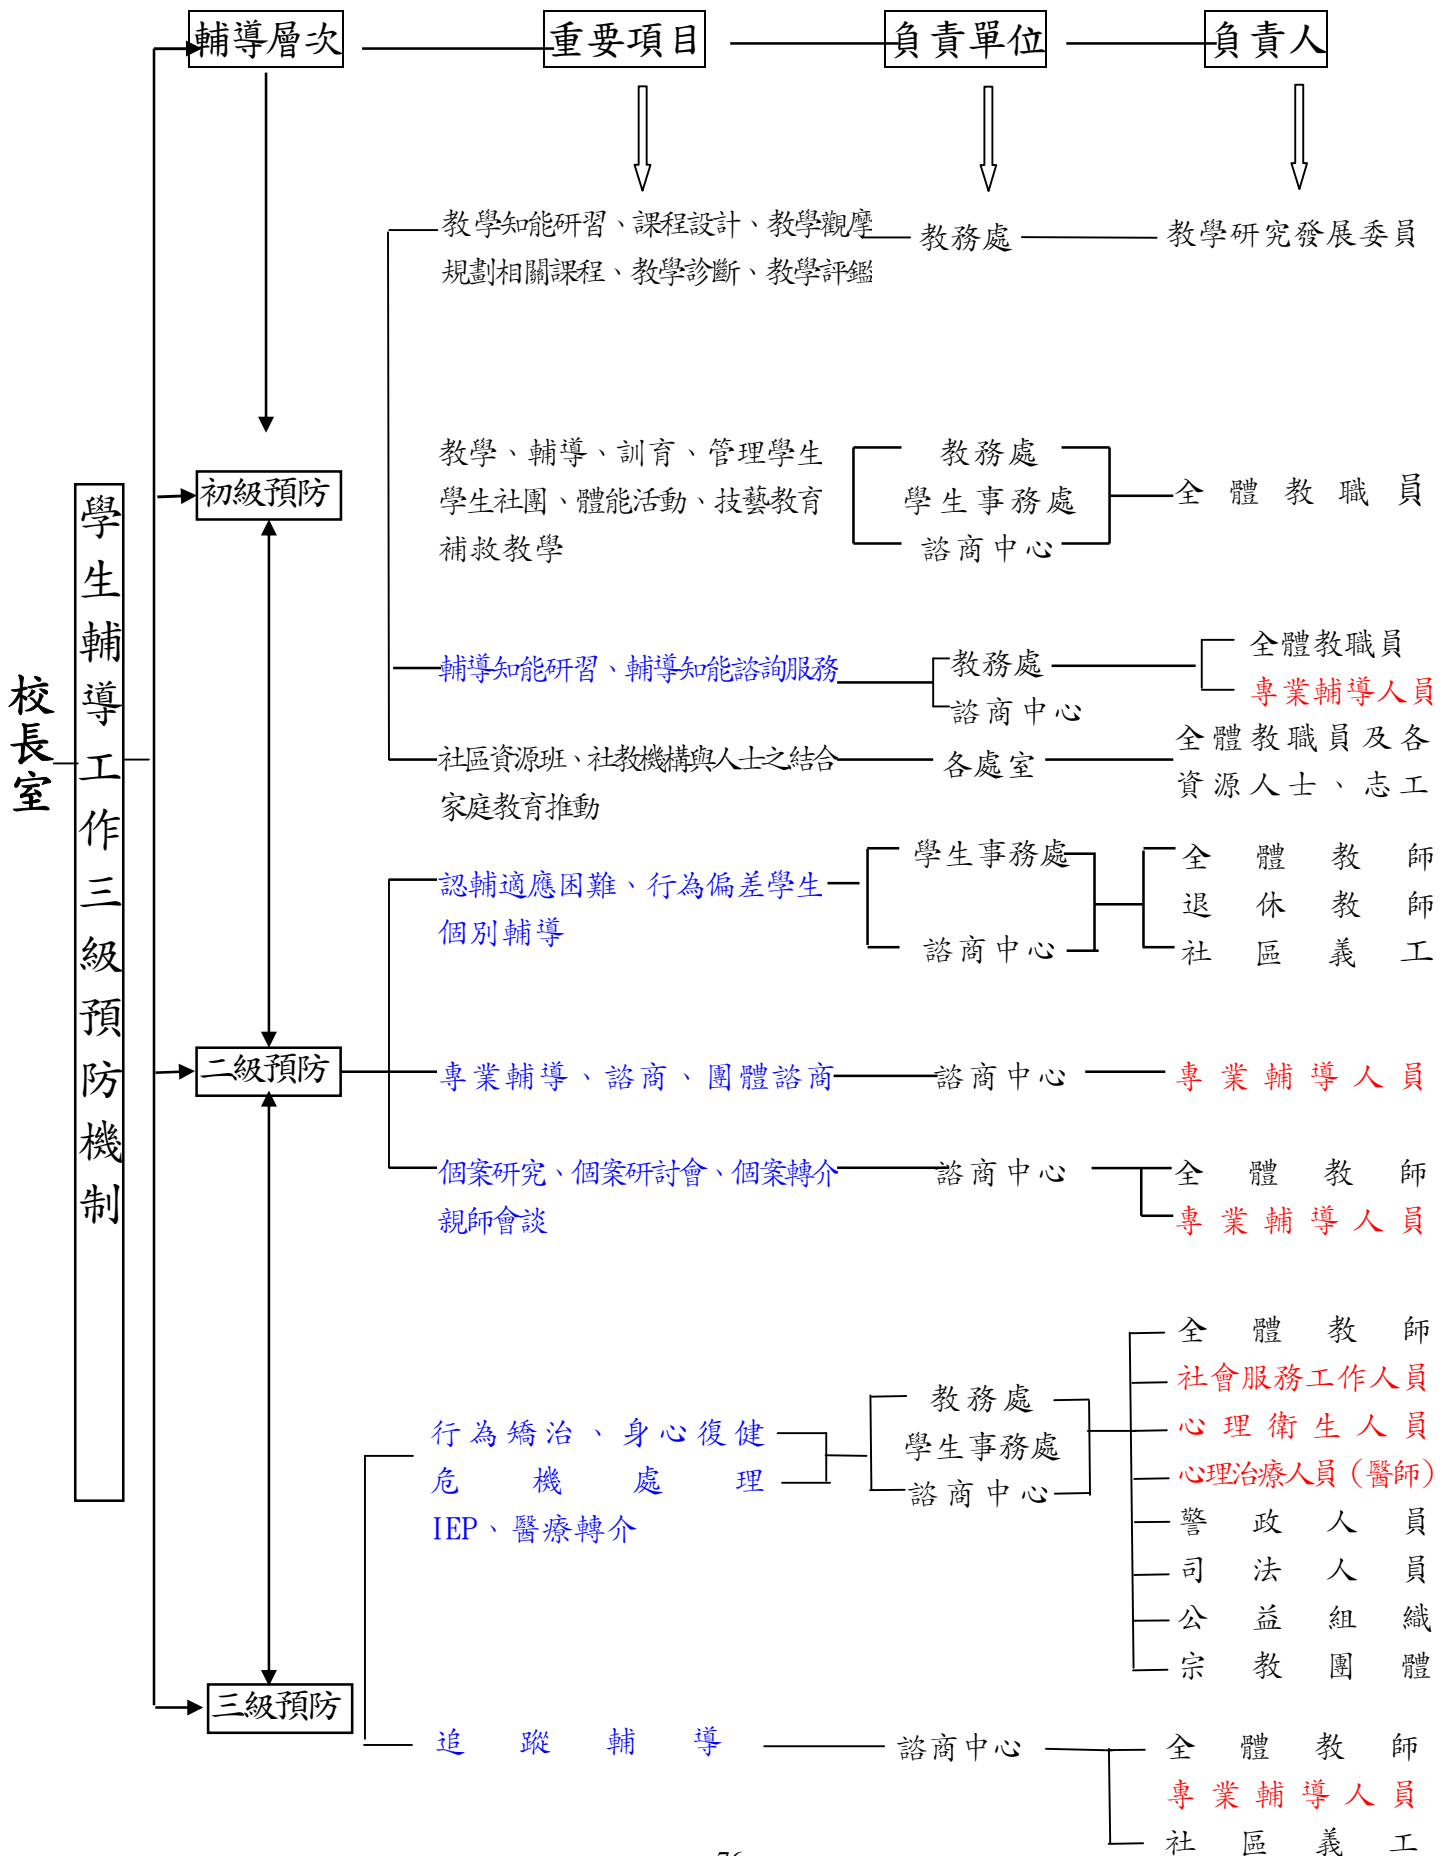 輔導層次
重要項目
負責單位
負責人
校長室
學生輔導工作三級預防機制
初級預防
教學知能研習、課程設計、教學觀摩
規劃相關課程、教學診斷、教學評鑑
教務處
教學研究發展委員
教學、輔導、訓育、管理學生
學生社團、體能活動、技藝教育
補救教學
教務處
學生事務處
諮商中心
全體教職員
輔導知能研習、輔導知能諮詢服務
教務處
諮商中心
全體教職員
專業輔導人員
社區資源班、社教機構與人士之結合
家庭教育推動
各處室
全體教職員及各
資源人士、志工
二級預防
認輔適應困難、行為偏差學生
個別輔導
學生事務處
諮商中心
全體教師
退休教師
社區義工
專業輔導、諮商、團體諮商
諮商中心
專業輔導人員
個案研究、個案研討會、個案轉介
親師會談
諮商中心
全體教師
專業輔導人員
三級預防
行為矯治、身心復健
危機處理
IEP、醫療轉介
教務處
學生事務處
諮商中心
全體教師
社會服務工作人員
心理衛生人員
心理治療人員（醫師）
警政人員
司法人員
公益組織
宗教團體
追蹤輔導
諮商中心
全體教師
專業輔導人員
社區義工